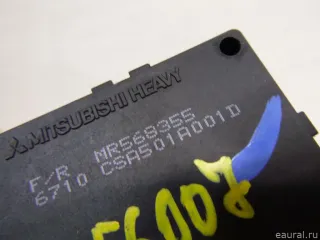 MITSUBISHI HEAVY
F/R MR568355
6710 CSA501A001D
eaural.ru